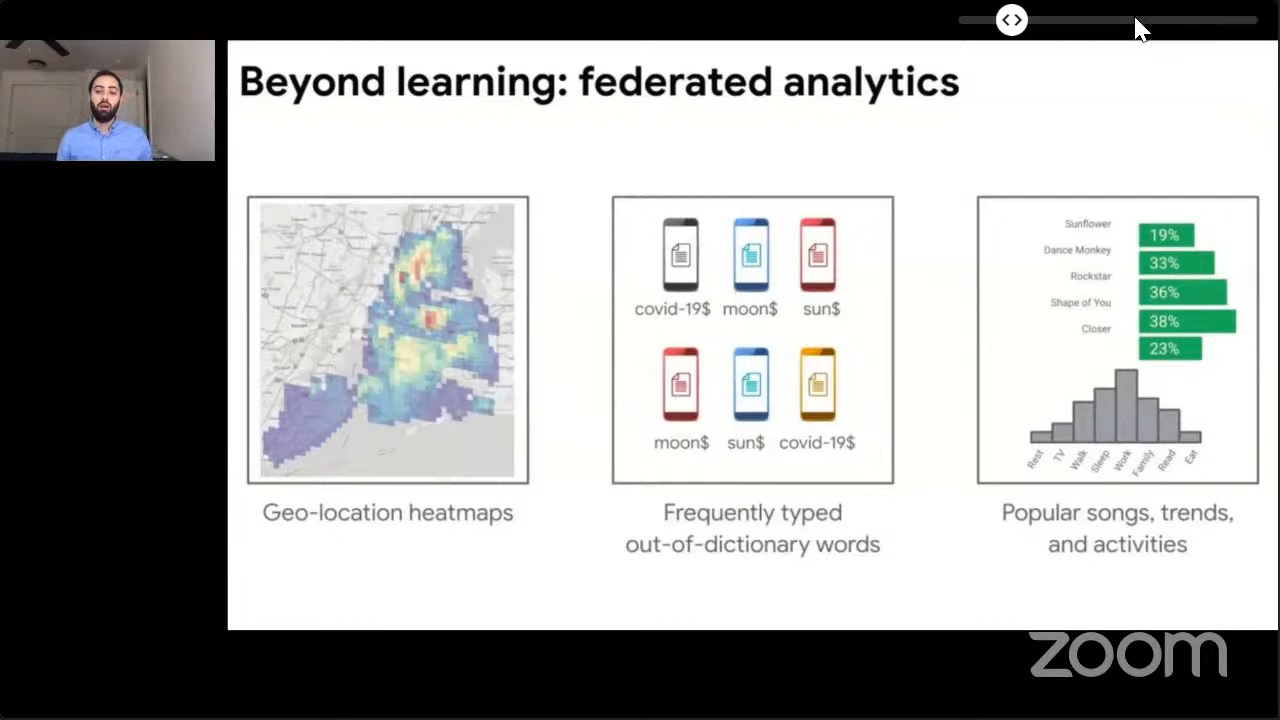 Beyond learning: federated analytics
covid-19$ moon$ sun$
moon$ sun$ covid-19$
Sunflower
Dance Monkey
Rockstar
Shape of You
Closer
19%
33%
36%
38%
23%
Rest TV Walk Sleep Work Family Read Eat
Geo-location heatmaps
Frequently typed
out-of-dictionary words
Popular songs, trends,
and activities
zoom